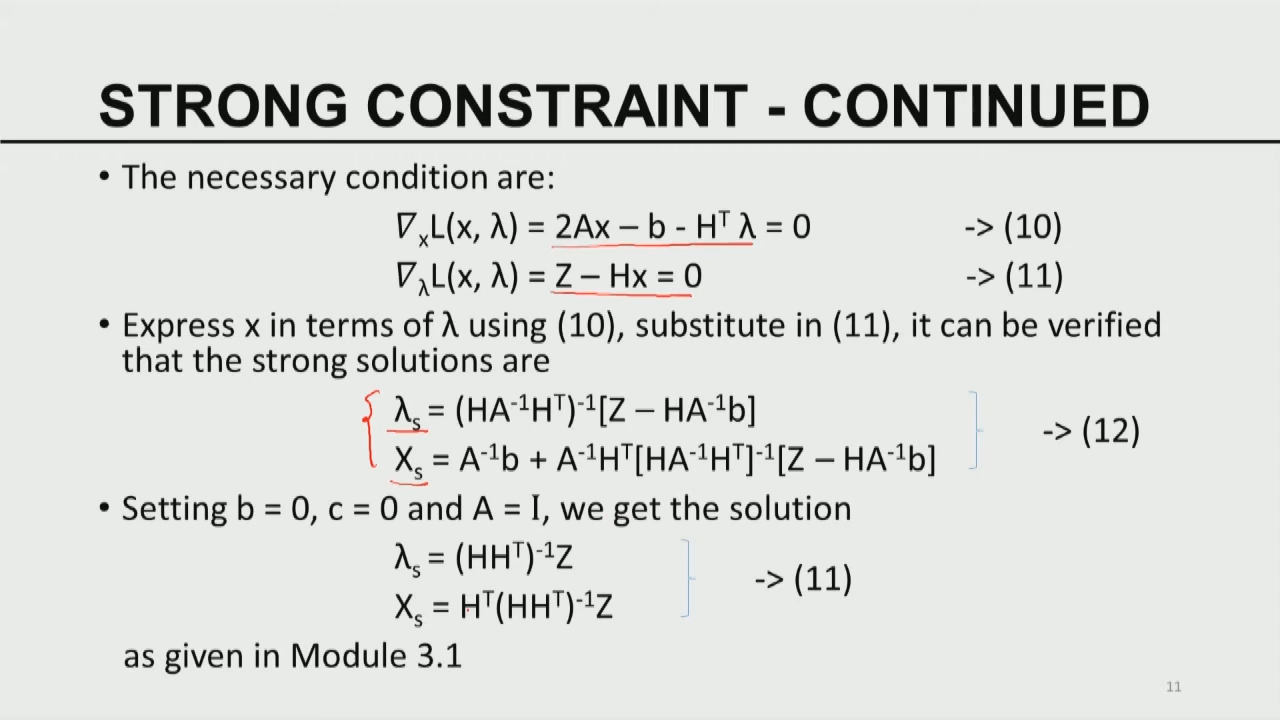 STRONG CONSTRAINT - CONTINUED
• The necessary condition are:
∇ₓL(x, λ) = 2Ax – b - Hᵀ λ = 0 -> (10)
∇λL(x, λ) = Z – Hx = 0 -> (11)
• Express x in terms of λ using (10), substitute in (11), it can be verified
that the strong solutions are
λₛ = (HA⁻¹Hᵀ)⁻¹[Z – HA⁻¹b]
-> (12)
Xₛ = A⁻¹b + A⁻¹Hᵀ[HA⁻¹Hᵀ]⁻¹[Z – HA⁻¹b]
• Setting b = 0, c = 0 and A = I, we get the solution
λₛ = (HHᵀ)⁻¹Z
-> (11)
Xₛ = Hᵀ(HHᵀ)⁻¹Z
as given in Module 3.1
11